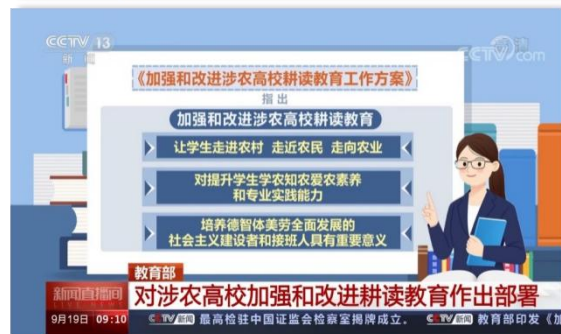 CCTV 13
新闻
CCTV.com
《加强和改进涉农高校耕读教育工作方案》
指出
加强和改进涉农高校耕读教育
让学生走进农村 走近农民 走向农业
对提升学生学农知农爱农素养
和专业实践能力
培养德智体美劳全面发展的
社会主义建设者和接班人具有重要意义
教育部
新闻直播间
对涉农高校加强和改进耕读教育作出部署
9月19日 09:10
CCTV 新闻 最高检驻中国证监会检察室揭牌成立。
CCTV 新闻 教育部印发《加